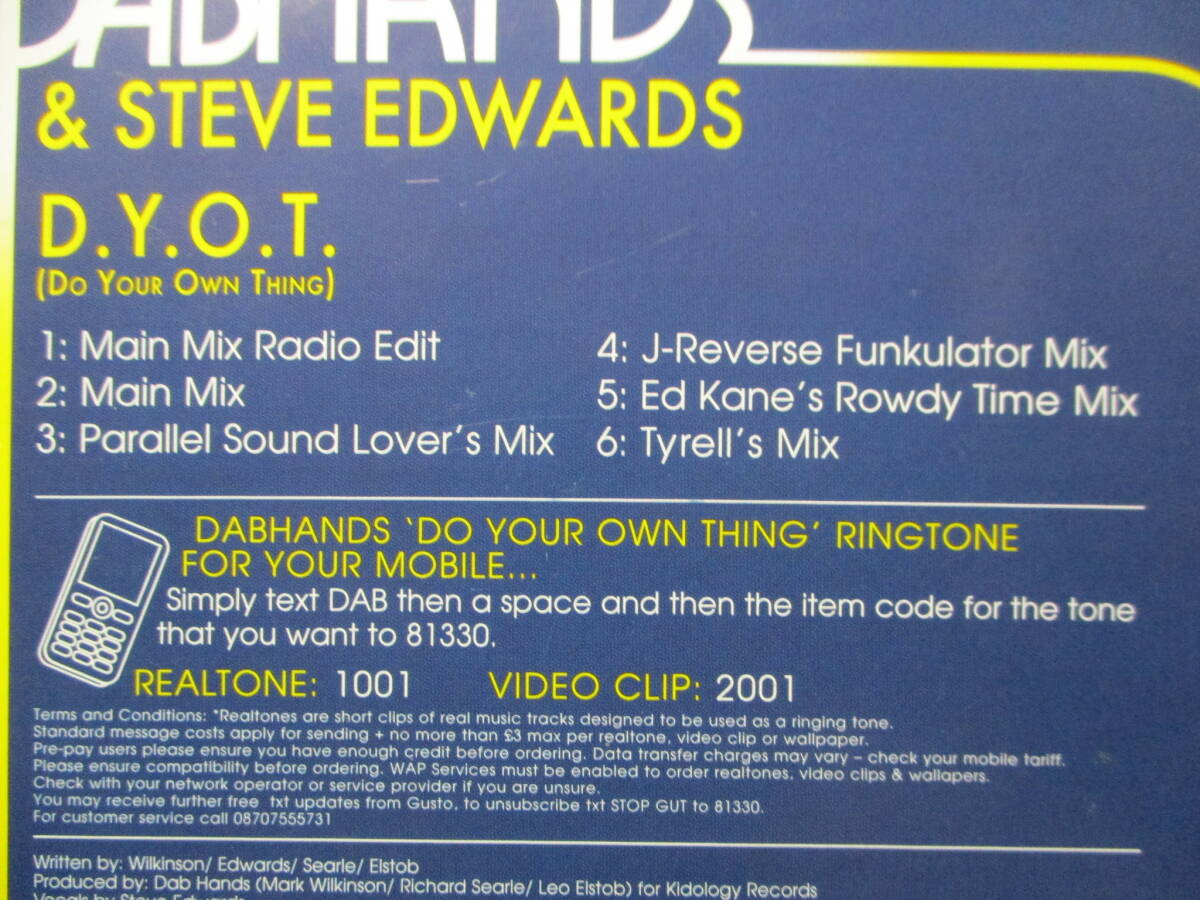 DABHANDS
& STEVE EDWARDS
D.Y.O.T.
(DO YOUR OWN THING)
1: Main Mix Radio Edit
2: Main Mix
3: Parallel Sound Lover's Mix
4: J-Reverse Funkulator Mix
5: Ed Kane's Rowdy Time Mix
6: Tyrell's Mix
DABHANDS 'DO YOUR OWN THING' RINGTONE
FOR YOUR MOBILE...
Simply text DAB then a space and then the item code for the tone
that you want to 81330.
REALTONE: 1001 VIDEO CLIP: 2001
Terms and Conditions: *Realtones are short clips of real music tracks designed to be used as a ringing tone.
Standard message costs apply for sending + no more than £3 max per realtone, video clip or wallpaper.
Pre-pay users please ensure you have enough credit before ordering. Data transfer charges may vary – check your mobile tariff.
Please ensure compatibility before ordering. WAP Services must be enabled to order realtones, video clips & wallapers.
Check with your network operator or service provider if you are unsure.
You may receive further free txt updates from Gusto, to unsubscribe txt STOP GUT to 81330.
For customer service call 08707555731
Written by: Wilkinson/ Edwards/ Searle/ Elstob
Produced by: Dab Hands (Mark Wilkinson/ Richard Searle/ Leo Elstob) for Kidology Records
Vocals by Steve Edwards